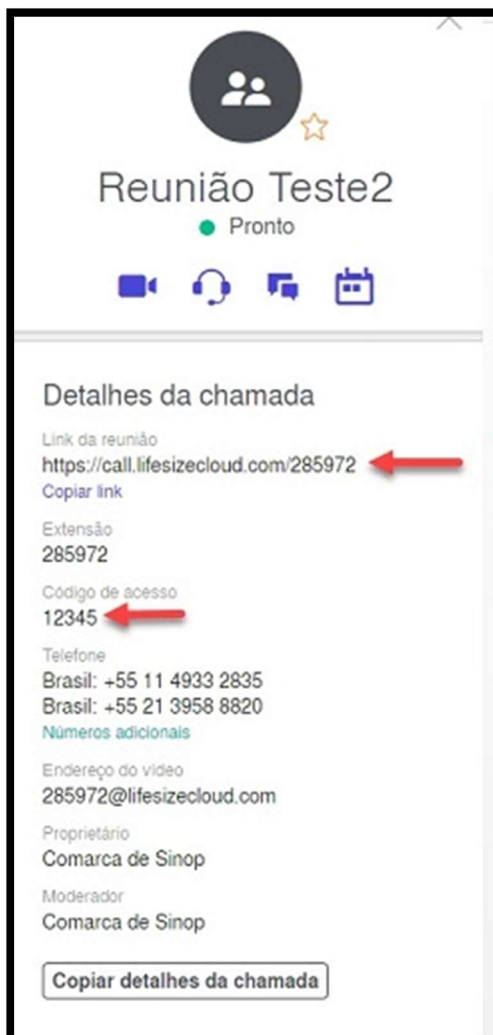 Reunião Teste2
Pronto
Detalhes da chamada
Link da reunião
https://call.lifesizecloud.com/285972
Copiar link
Extensão
285972
Código de acesso
12345
Telefone
Brasil: +55 11 4933 2835
Brasil: +55 21 3958 8820
Números adicionais
Endereço do vídeo
285972@lifesizecloud.com
Proprietário
Comarca de Sinop
Moderador
Comarca de Sinop
Copiar detalhes da chamada